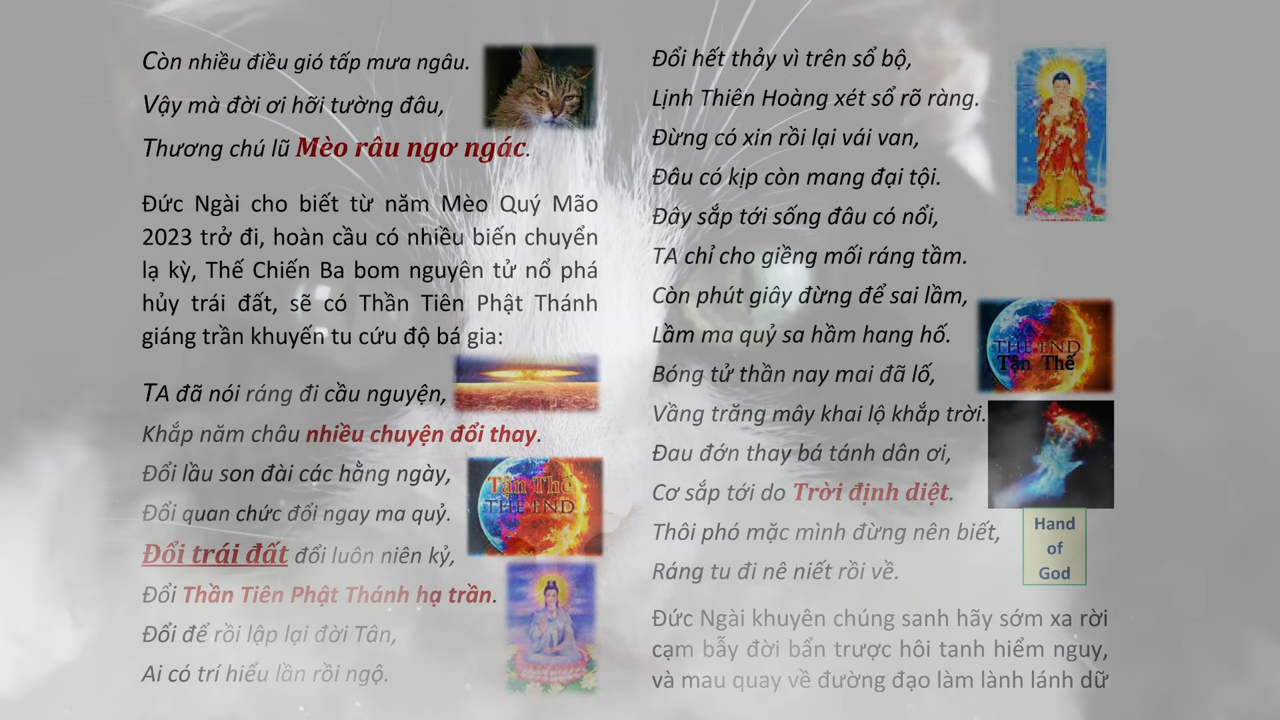 Còn nhiều điều gió tấp mưa ngâu.
Vậy mà đời ơi hỡi tường đâu,
Thương chú lũ Mèo râu ngơ ngác.
Đức Ngài cho biết từ năm Mèo Quý Mão
2023 trở đi, hoàn cầu có nhiều biến chuyển
lạ kỳ, Thế Chiến Ba bom nguyên tử nổ phá
hủy trái đất, sẽ có Thần Tiên Phật Thánh
giáng trần khuyến tu cứu độ bá gia:
TA đã nói ráng đi cầu nguyện,
Khắp năm châu nhiều chuyện đổi thay.
Đổi lầu son đài các hằng ngày,
Đổi quan chức đổi ngay ma quỷ.
Đổi trái đất đổi luôn niên kỷ,
Đổi Thần Tiên Phật Thánh hạ trần.
Đổi để rồi lập lại đời Tân,
Ai có trí hiểu lần rồi ngộ.
Tận Thế
THE END
Đổi hết thảy vì trên sổ bộ,
Lịnh Thiên Hoàng xét sổ rõ ràng.
Đừng có xin rồi lại vái van,
Đâu có kịp còn mang đại tội.
Đây sắp tới sống đâu có nổi,
TA chỉ cho giềng mối ráng tầm.
Còn phút giây đừng để sai lầm,
Lầm ma quỷ sa hầm hang hố.
Bóng tử thần nay mai đã lố,
Vầng trăng mây khai lộ khắp trời.
Đau đớn thay bá tánh dân ơi,
Cơ sắp tới do Trời định diệt.
Thôi phó mặc mình đừng nên biết,
Ráng tu đi nê niết rồi về.
THE END
Tận Thế
Hand
of
God
Đức Ngài khuyên chúng sanh hãy sớm xa rời
cạm bẫy đời bẩn trược hôi tanh hiểm nguy,
và mau quay về đường đạo làm lành lánh dữ